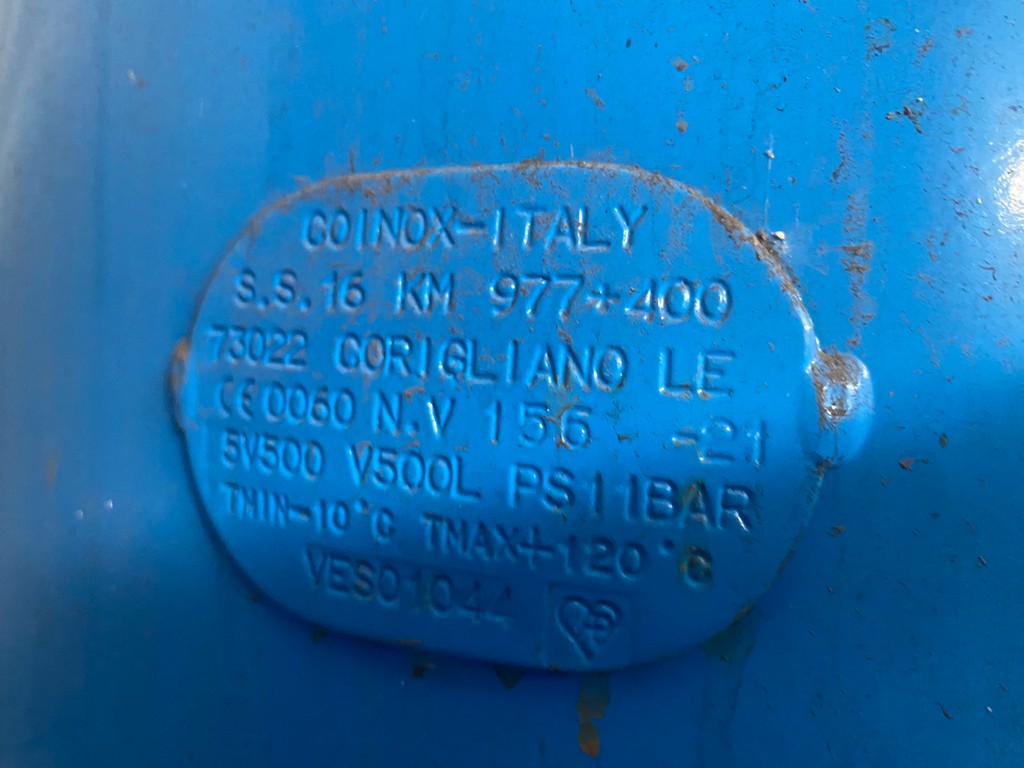 COINOX-ITALY
S.S.16 KM 977+400
73022 CORIGLIANO LE
CE 0060 N.V 156 -21
5V500 V500L PS11BAR
TMIN-10°C TMAX+120°C
VES01044